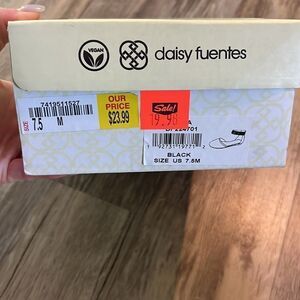 VEGAN
daisy fuentes
7419511527
SIZE
7.5 M
OUR
PRICE
$23.99
Sale!
19.98
BLACK
SIZE US 7.5M